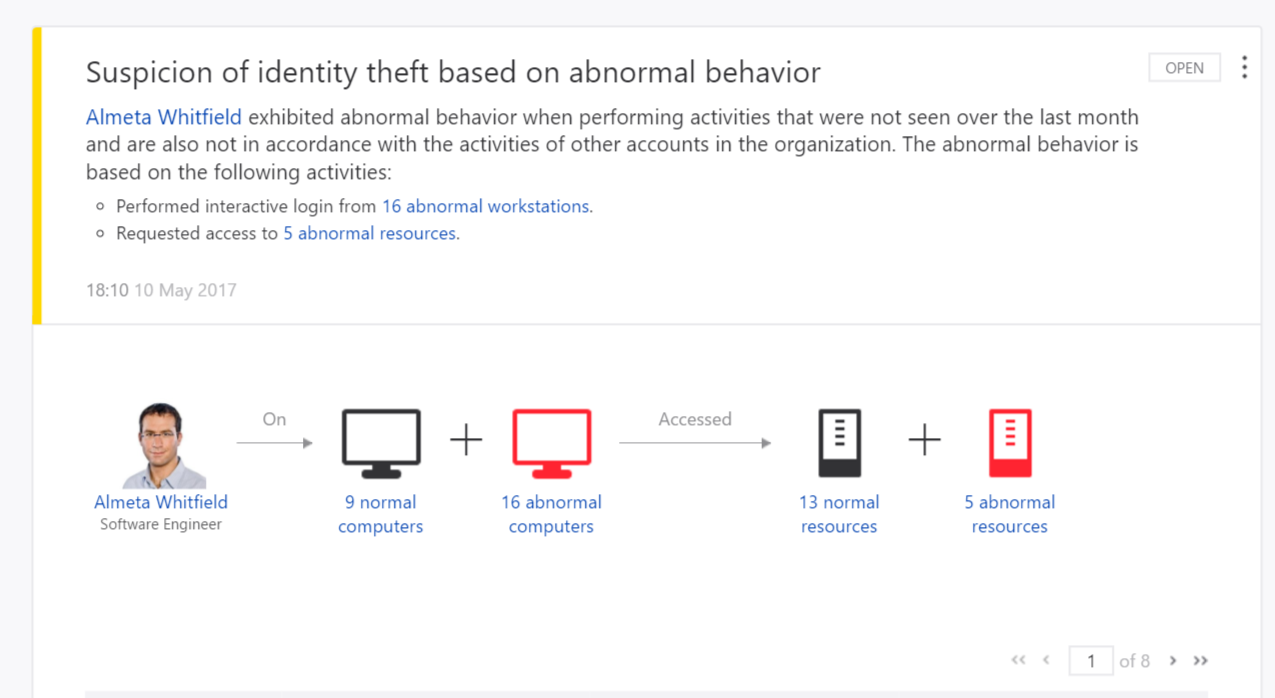 Suspicion of identity theft based on abnormal behavior
OPEN
Almeta Whitfield exhibited abnormal behavior when performing activities that were not seen over the last month
and are also not in accordance with the activities of other accounts in the organization. The abnormal behavior is
based on the following activities:
Performed interactive login from 16 abnormal workstations.
Requested access to 5 abnormal resources.
18:10 10 May 2017
On
Accessed
Almeta Whitfield
Software Engineer
9 normal
computers
16 abnormal
computers
13 normal
resources
5 abnormal
resources
1 of 8